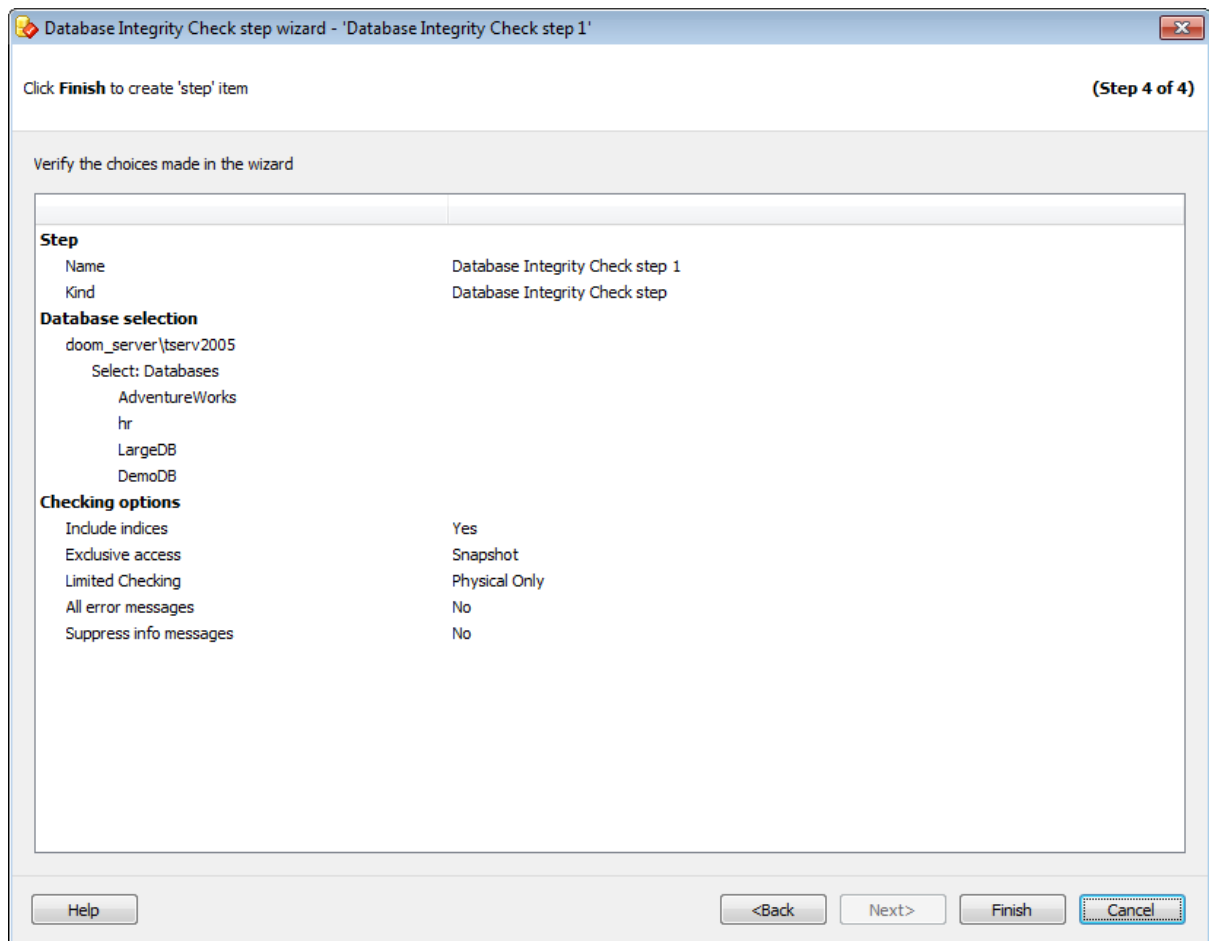 Database Integrity Check step wizard - 'Database Integrity Check step 1'
Click Finish to create 'step' item
(Step 4 of 4)
Verify the choices made in the wizard
Step
Name Database Integrity Check step 1
Kind Database Integrity Check step
Database selection
doom_server\tserv2005
Select: Databases
AdventureWorks
hr
LargeDB
DemoDB
Checking options
Include indices Yes
Exclusive access Snapshot
Limited Checking Physical Only
All error messages No
Suppress info messages No
Help <Back Next> Finish Cancel